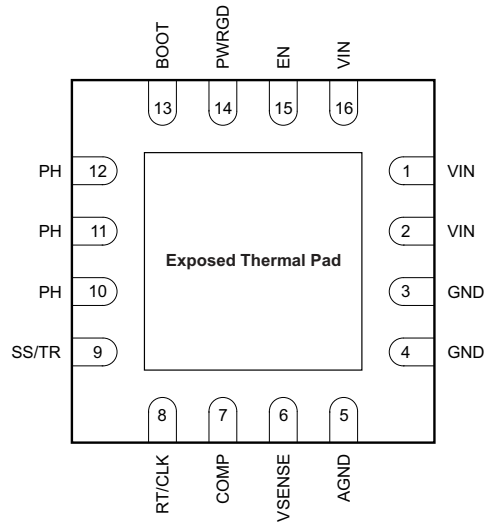 BOOT
PWRGD
EN
VIN
13
14
15
16
PH
12
1
VIN
PH
11
2
VIN
Exposed Thermal Pad
PH
10
3
GND
SS/TR
9
4
GND
8
7
6
5
RT/CLK
COMP
VSENSE
AGND